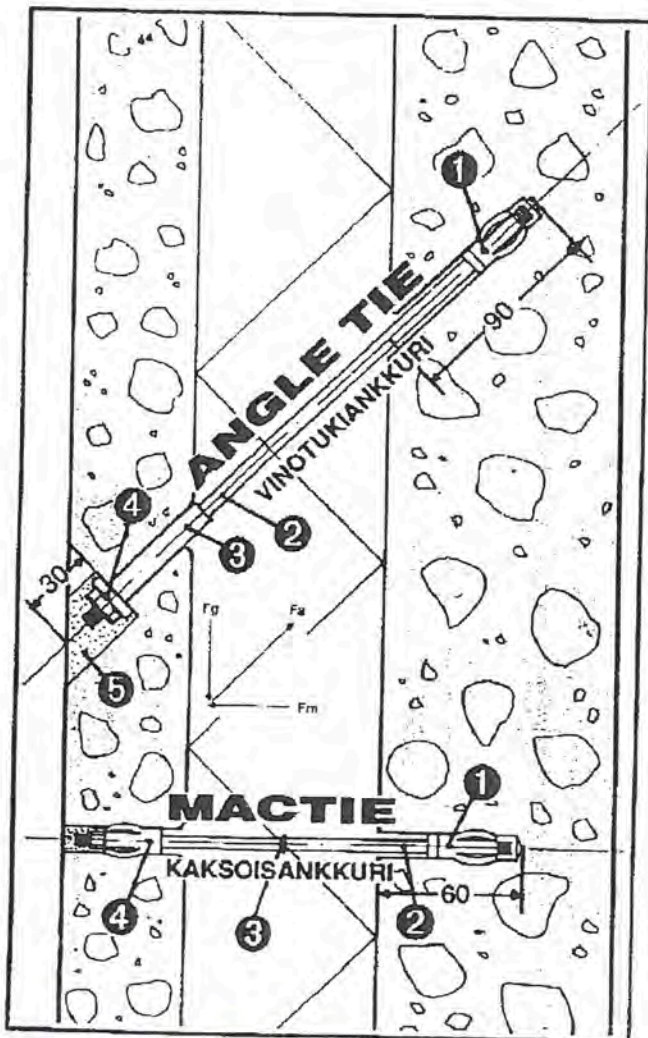 1
90
ANGLE TIE
VINOTUKIANKKURI
2
3
4
30
5
Fg
Fa
Fm
MACTIE
1
KAKSOISANKKURI
60
4
3
2